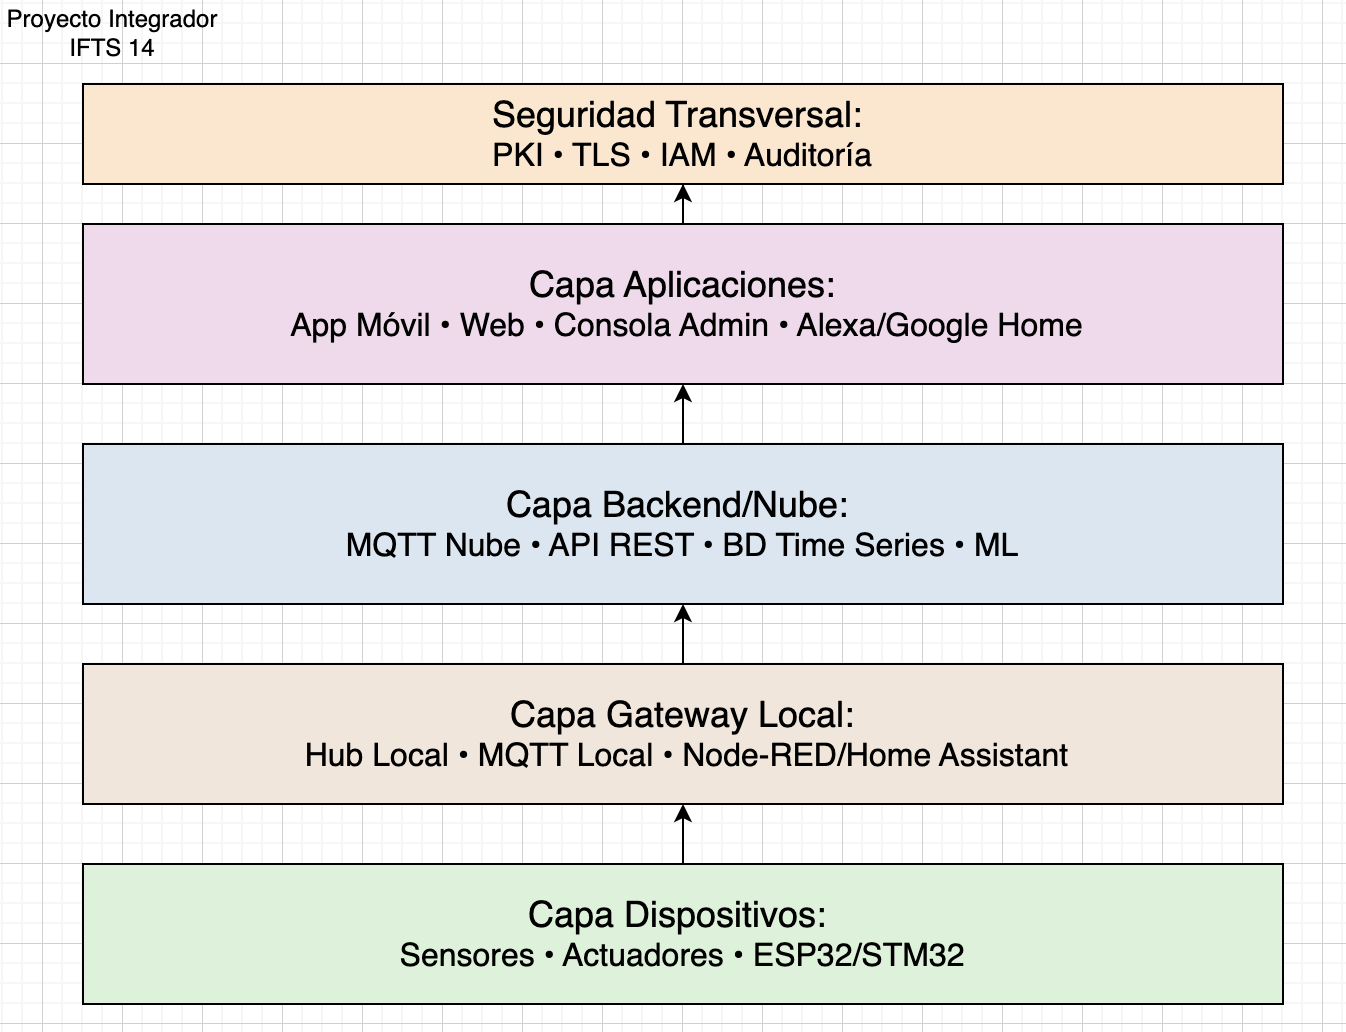 Proyecto Integrador
IFTS 14
Seguridad Transversal:
PKI • TLS • IAM • Auditoría
Capa Aplicaciones:
App Móvil • Web • Consola Admin • Alexa/Google Home
Capa Backend/Nube:
MQTT Nube • API REST • BD Time Series • ML
Capa Gateway Local:
Hub Local • MQTT Local • Node-RED/Home Assistant
Capa Dispositivos:
Sensores • Actuadores • ESP32/STM32